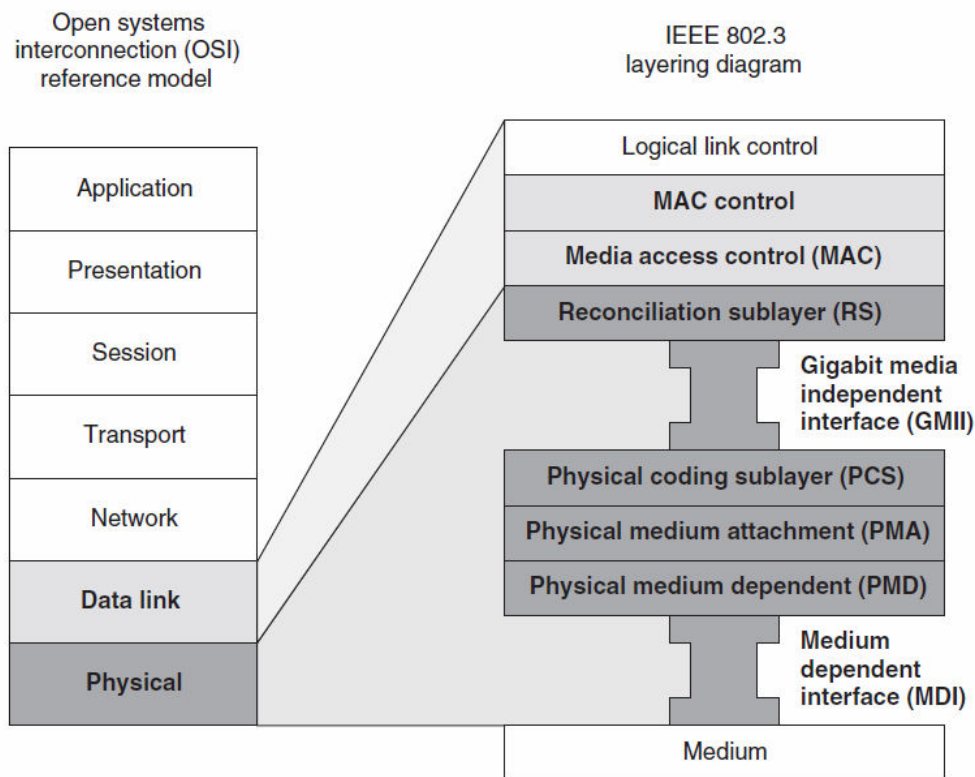 Open systems
interconnection (OSI)
reference model
IEEE 802.3
layering diagram
Application
Presentation
Session
Transport
Network
Data link
Physical
Logical link control
MAC control
Media access control (MAC)
Reconciliation sublayer (RS)
Gigabit media
independent
interface (GMII)
Physical coding sublayer (PCS)
Physical medium attachment (PMA)
Physical medium dependent (PMD)
Medium
dependent
interface (MDI)
Medium